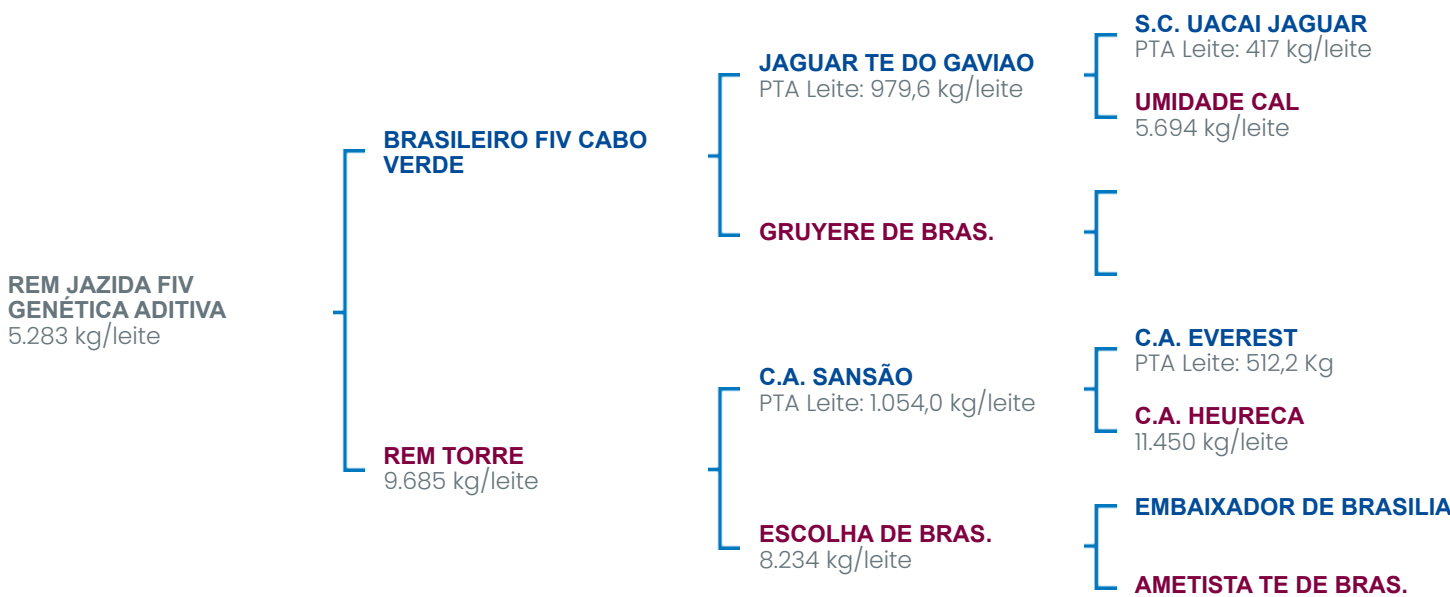 REM JAZIDA FIV
GENÉTICA ADITIVA
5.283 kg/leite
BRASILEIRO FIV CABO
VERDE
REM TORRE
9.685 kg/leite
JAGUAR TE DO GAVIAO
PTA Leite: 979,6 kg/leite
GRUYERE DE BRAS.
C.A. SANSÃO
PTA Leite: 1.054,0 kg/leite
ESCOLHA DE BRAS.
8.234 kg/leite
S.C. UACAI JAGUAR
PTA Leite: 417 kg/leite
UMIDADE CAL
5.694 kg/leite
C.A. EVEREST
PTA Leite: 512,2 Kg
C.A. HEURECA
11.450 kg/leite
EMBAIXADOR DE BRASILIA
AMETISTA TE DE BRAS.